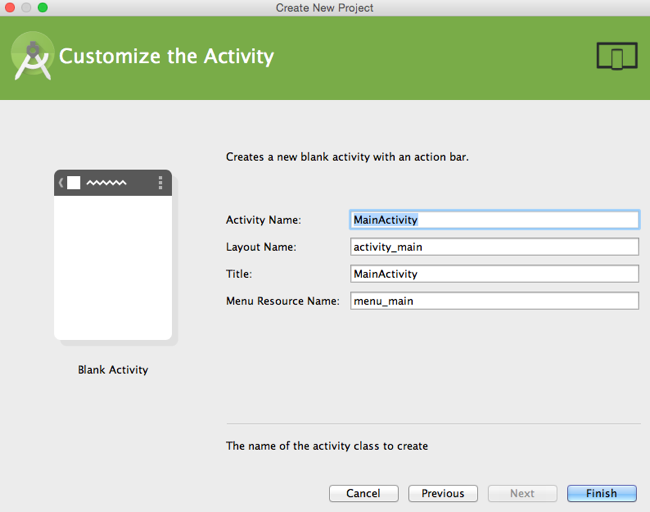 Create New Project
Customize the Activity
Creates a new blank activity with an action bar.
Activity Name: MainActivity
Layout Name: activity_main
Title: MainActivity
Menu Resource Name: menu_main
Blank Activity
The name of the activity class to create
Cancel Previous Next Finish